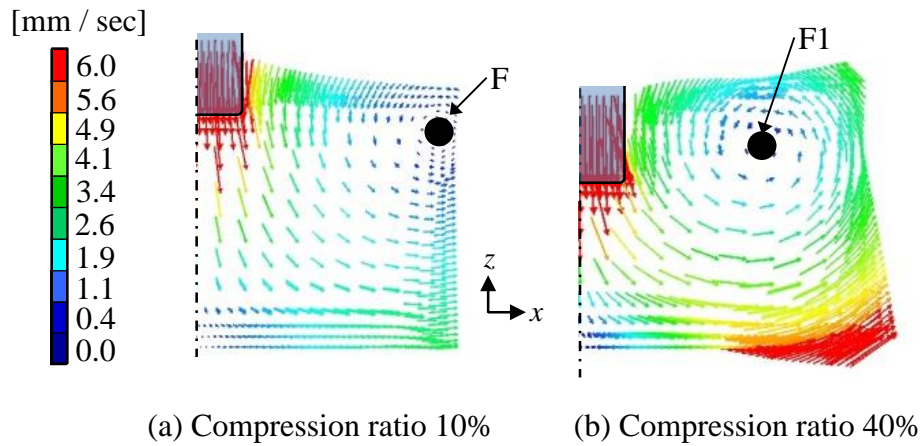 [mm / sec]
6.0
5.6
4.9
4.1
3.4
2.6
1.9
1.1
0.4
0.0
F
F1
z
x
(a) Compression ratio 10%
(b) Compression ratio 40%